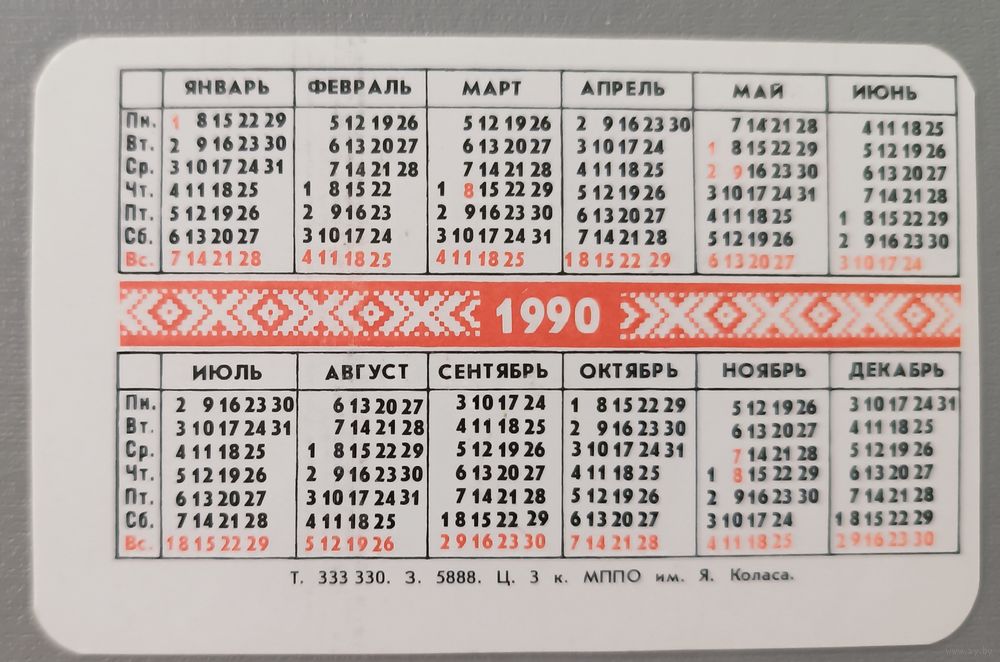 ЯНВАРЬ ФЕВРАЛЬ МАРТ АПРЕЛЬ МАЙ ИЮНЬ
Пн. 1 8 15 22 29 5 12 19 26 5 12 19 26 2 9 16 23 30 7 14 21 28 4 11 18 25
Вт. 2 9 16 23 30 6 13 20 27 6 13 20 27 3 10 17 24 1 8 15 22 29 5 12 19 26
Ср. 3 10 17 24 31 7 14 21 28 7 14 21 28 4 11 18 25 2 9 16 23 30 6 13 20 27
Чт. 4 11 18 25 1 8 15 22 1 8 15 22 29 5 12 19 26 3 10 17 24 31 7 14 21 28
Пт. 5 12 19 26 2 9 16 23 2 9 16 23 30 6 13 20 27 4 11 18 25 1 8 15 22 29
Сб. 6 13 20 27 3 10 17 24 3 10 17 24 31 7 14 21 28 5 12 19 26 2 9 16 23 30
Вс. 7 14 21 28 4 11 18 25 4 11 18 25 1 8 15 22 29 6 13 20 27 3 10 17 24
1990
ИЮЛЬ АВГУСТ СЕНТЯБРЬ ОКТЯБРЬ НОЯБРЬ ДЕКАБРЬ
Пн. 2 9 16 23 30 6 13 20 27 3 10 17 24 1 8 15 22 29 5 12 19 26 3 10 17 24 31
Вт. 3 10 17 24 31 7 14 21 28 4 11 18 25 2 9 16 23 30 6 13 20 27 4 11 18 25
Ср. 4 11 18 25 1 8 15 22 29 5 12 19 26 3 10 17 24 31 7 14 21 28 5 12 19 26
Чт. 5 12 19 26 2 9 16 23 30 6 13 20 27 4 11 18 25 1 8 15 22 29 6 13 20 27
Пт. 6 13 20 27 3 10 17 24 31 7 14 21 28 5 12 19 26 2 9 16 23 30 7 14 21 28
Сб. 7 14 21 28 4 11 18 25 1 8 15 22 29 6 13 20 27 3 10 17 24 1 8 15 22 29
Вс. 1 8 15 22 29 5 12 19 26 2 9 16 23 30 7 14 21 28 4 11 18 25 2 9 16 23 30
Т. 333 330. З. 5888. Ц. 3 к. МППО им. Я. Коласа.
www.ay.by